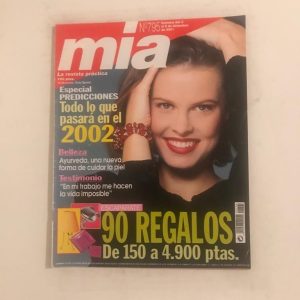 mia
Nº795
La revista práctica
Especial
PREDICCIONES
Todo lo que
pasará en el
2002
Belleza
Ayurveda, una nueva
forma de cuidar la piel
Testimonio
"En mi trabajo me hacen
la vida imposible"
ESCAPARATE
90 REGALOS
De 150 a 4.900 ptas.